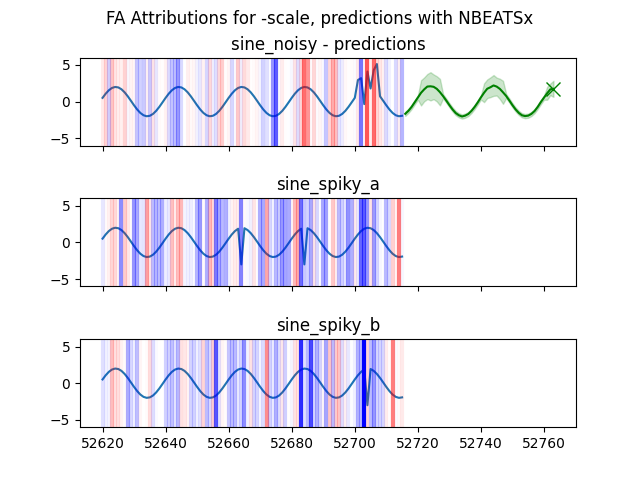 FA Attributions for -scale, predictions with NBEATSx
sine_noisy - predictions
5
0
−5
sine_spiky_a
5
0
−5
sine_spiky_b
5
0
−5
52620 52640 52660 52680 52700 52720 52740 52760